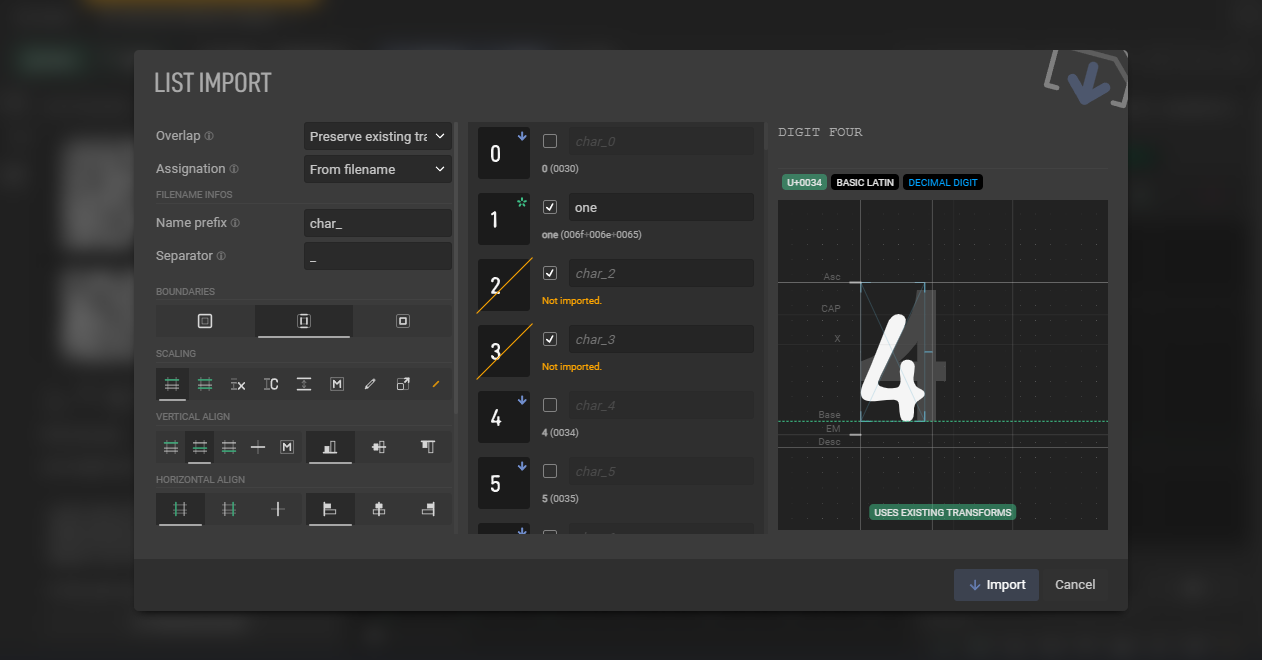 LIST IMPORT
Overlap
Preserve existing tra
Assignation
From filename
FILENAME INFOS
Name prefix
char_
Separator
_
BOUNDARIES
SCALING
VERTICAL ALIGN
M
HORIZONTAL ALIGN
0
char_0
0 (0030)
1
one
one (006f+006e+0065)
2
char_2
Not imported.
3
char_3
Not imported.
4
char_4
4 (0034)
5
char_5
5 (0035)
DIGIT FOUR
U+0034 BASIC LATIN DECIMAL DIGIT
Asc
CAP
X
Base
EM
Desc
4
USES EXISTING TRANSFORMS
Import
Cancel